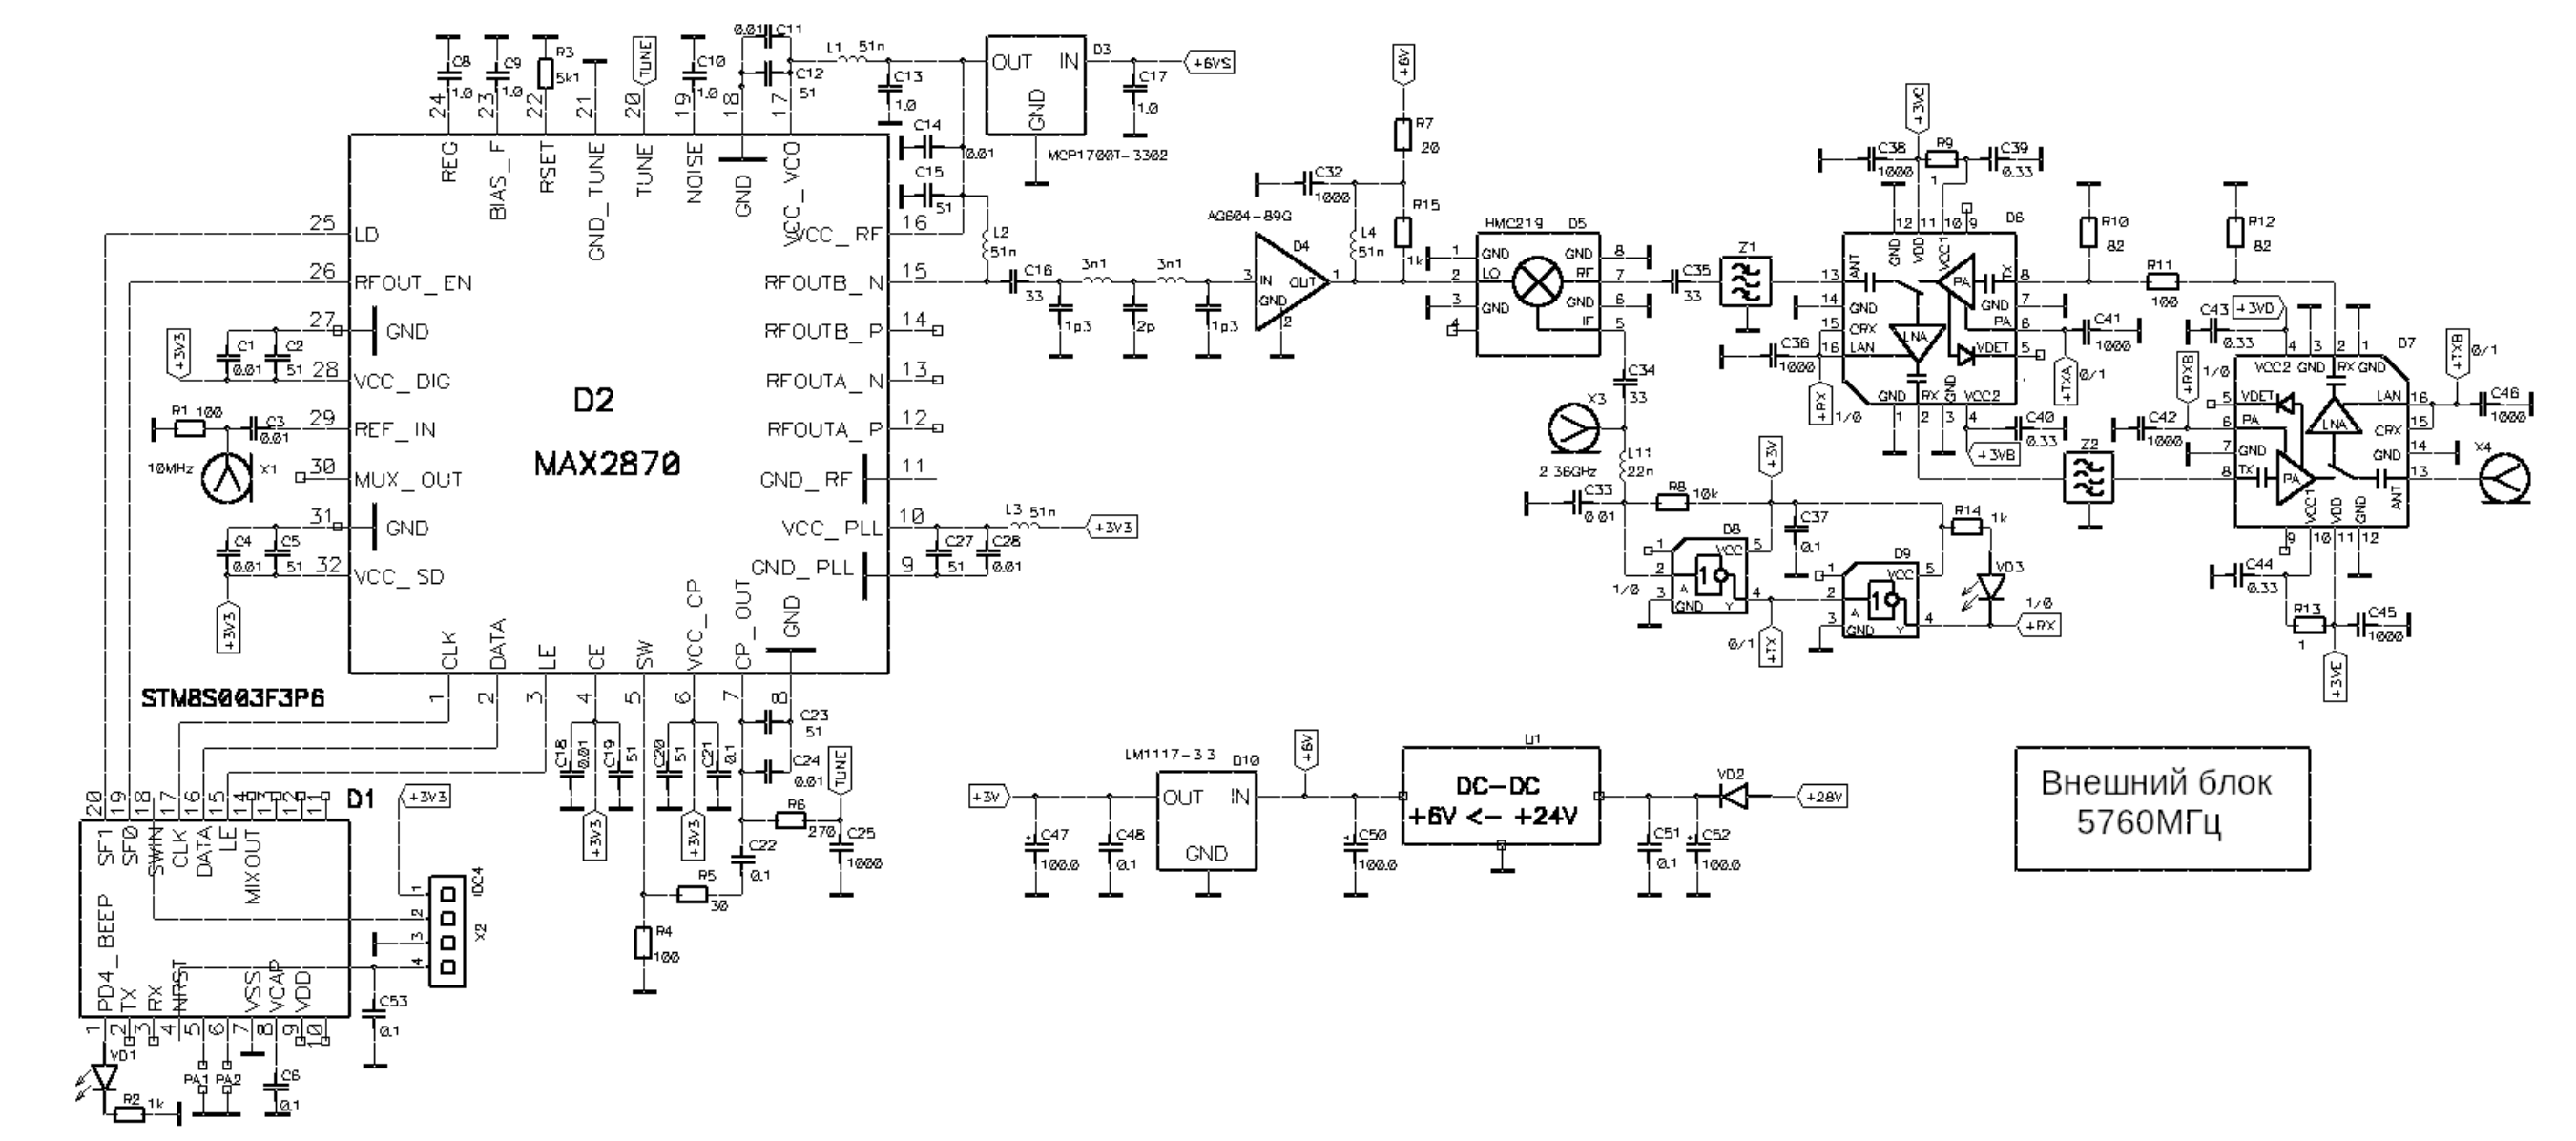 0.01
C11
C8
1.0
C9
1.0
R3
5k1
TUNE
C10
1.0
C12
51
L1 51n
C13
1.0
OUT IN
GND
D3
MCP1700T-3302
C17
1.0
+6VS
24 23 22 21 20 19 18 17
REG
BIAS_F
RSET
GND_TUNE
TUNE
NOISE
GND
VCC_VCO
C14
0.01
C15
51
25 LD
26 RFOUT_EN
27 GND
28 VCC_DIG
29 REF_IN
30 MUX_OUT
31 GND
32 VCC_SD
VCC_RF 16
RFOUTB_N 15
RFOUTB_P 14
RFOUTA_N 13
RFOUTA_P 12
GND_RF 11
VCC_PLL 10
GND_PLL 9
D2
MAX2870
+3V3
C1
0.01
C2
51
R1 100
C3
0.01
10MHz
X1
C4
0.01
C5
51
+3V3
CLK
DATA
LE
CE
SW
VCC_CP
CP_OUT
GND
1 2 3 4 5 6 7 8
L2
51n
C16
33
3n1
3n1
1p3
2p
1p3
L3 51n
+3V3
C27
51
C28
0.01
AG604-89G
D4
3 IN
GND
OUT 1
2
C32
1000
L4
51n
+6V
R7
20
R15
1k
HMC219 D5
1 GND GND 8
2 LO RF 7
3 GND GND 6
4 IF 5
C35
33
Z1
C34
33
X3
2 36GHz
L11
22n
C33
0 01
R8 10k
+3V
C37
0.1
D8
1 VCC 5
2 A
3 GND Y 4
1
1/0
0/1
+TX
D9
1 VCC 5
2 A
3 GND Y 4
1
R14 1k
VD3
1/0
+RX
+3VC
C38
1000
R9
1
C39
0.33
D6
12 11 10 9
GND VDD VCC1
13 ANT
14 GND
15 CRX
16 LAN
PA
LNA
TX 8
GND 7
PA 6
VDET 5
GND RX GND VCC2
1 2 3 4
C36
1000
+RX
1/0
C41
1000
+TXA
0/1
C40
0.33
+3VB
R10
82
R11
100
R12
82
C43
0.33
+3VD
+RXB
1/0
C42
1000
Z2
D7
4 3 2 1
VCC2 GND RX GND
5 VDET
6 PA
7 GND
8 TX
LNA
PA
LAN 16
CRX 15
GND 14
ANT 13
VCC1 VDD GND
9 10 11 12
+TXB
0/1
C46
1000
X4
C44
0.33
R13
1
C45
1000
+3VE
STM8S003F3P6
D1
20 19 18 17 16 15 14 13 12 11
SF1
SF0
SWIN
CLK
DATA
LE
MIXOUT
PD4_BEEP
TX
RX
NRST
VSS
VCAP
VDD
1 2 3 4 5 6 7 8 9 10
+3V3
1
2
3
4
IDC4
X2
C53
0.1
VD1
R2 1k
PA1 PA2
C6
0.1
C18
0.01
C19
51
+3V3
C20
51
C21
0.1
+3V3
C23
51
C24
0.01
TUNE
R6
270
C25
1000
C22
0.1
R5
30
R4
100
+3V
C47
100.0
C48
0.1
LM1117-3 3
D10
OUT IN
GND
+6V
C50
100.0
U1
DC-DC
+6V <- +24V
C51
0.1
C52
100.0
VD2
+28V
Внешний блок
5760МГц